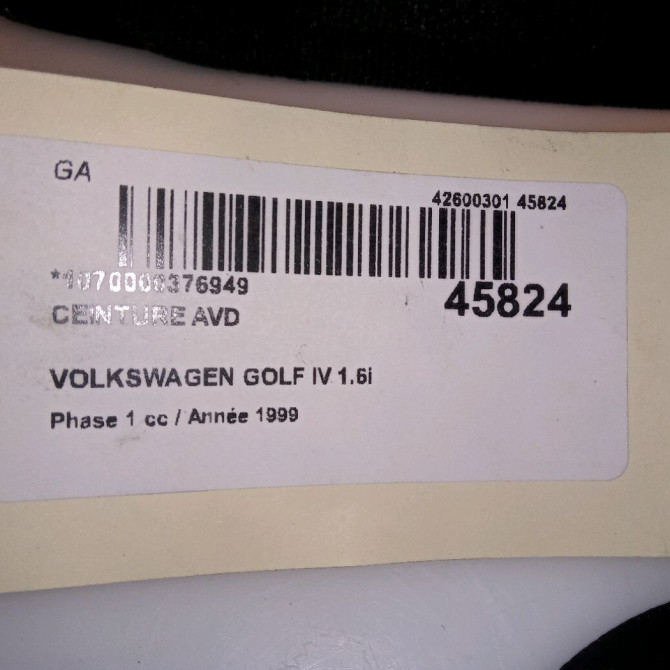 GA
42600301 45824
*1070000376949
45824
CEINTURE AVD
VOLKSWAGEN GOLF IV 1.6i
Phase 1 cc / Année 1999